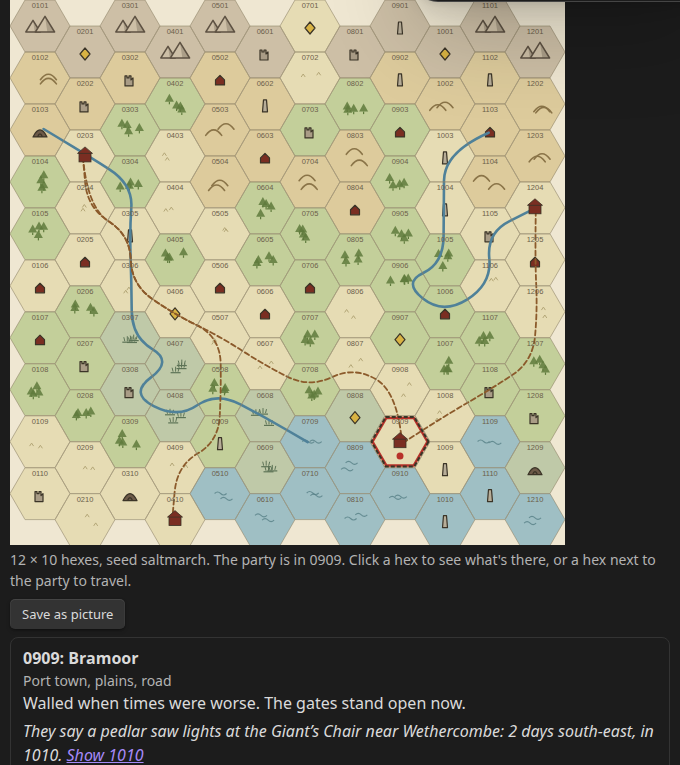 0101 0301 0501 0701 0901 1101
0201 0401 0601 0801 1001 1201
0102 0302 0502 0702 0902 1102
0202 0402 0602 0802 1002 1202
0103 0303 0503 0703 0903 1103
0203 0403 0603 0803 1003 1203
0104 0304 0504 0704 0904 1104
0204 0404 0604 0804 1004 1204
0105 0305 0505 0705 0905 1105
0205 0405 0605 0805 1005 1205
0106 0306 0506 0706 0906 1106
0206 0406 0606 0806 1006 1206
0107 0307 0507 0707 0907 1107
0207 0407 0607 0807 1007 1207
0108 0308 0508 0708 0908 1108
0208 0408 0608 0808 1008 1208
0109 0309 0509 0709 0909 1109
0209 0409 0609 0809 1009 1209
0110 0310 0510 0710 0910 1110
0210 0410 0610 0810 1010 1210
12 × 10 hexes, seed saltmarch. The party is in 0909. Click a hex to see what's there, or a hex next to
the party to travel.
Save as picture
0909: Bramoor
Port town, plains, road
Walled when times were worse. The gates stand open now.
They say a pedlar saw lights at the Giant’s Chair near Wethercombe: 2 days south-east, in
1010. Show 1010